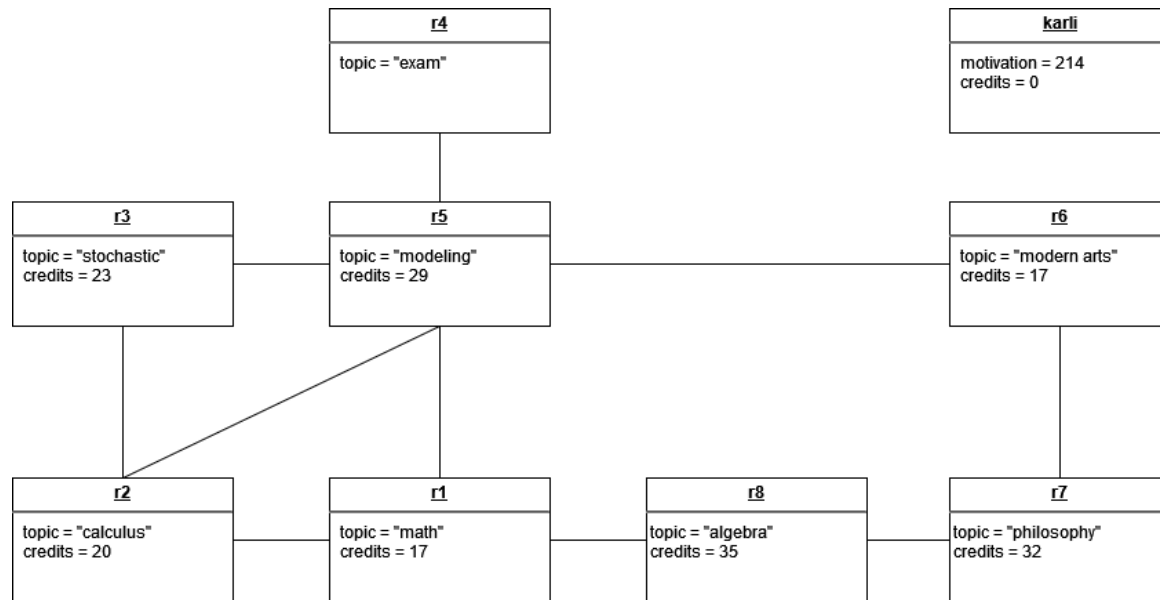 r4
topic = "exam"
karli
motivation = 214
credits = 0
r3
topic = "stochastic"
credits = 23
r5
topic = "modeling"
credits = 29
r6
topic = "modern arts"
credits = 17
r2
topic = "calculus"
credits = 20
r1
topic = "math"
credits = 17
r8
topic = "algebra"
credits = 35
r7
topic = "philosophy"
credits = 32